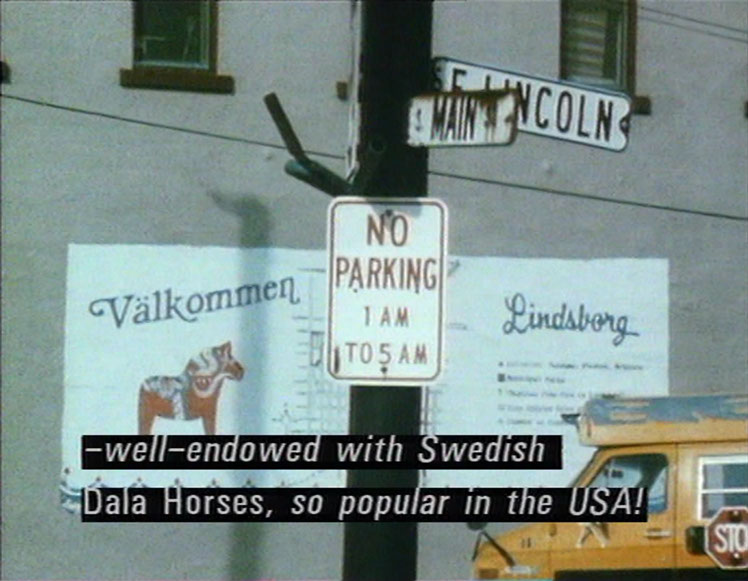 E LINCOLN
MAIN
NO
PARKING
1 AM
TO 5 AM
Välkommen
Lindsborg
–well–endowed with Swedish
Dala Horses, so popular in the USA!
STO